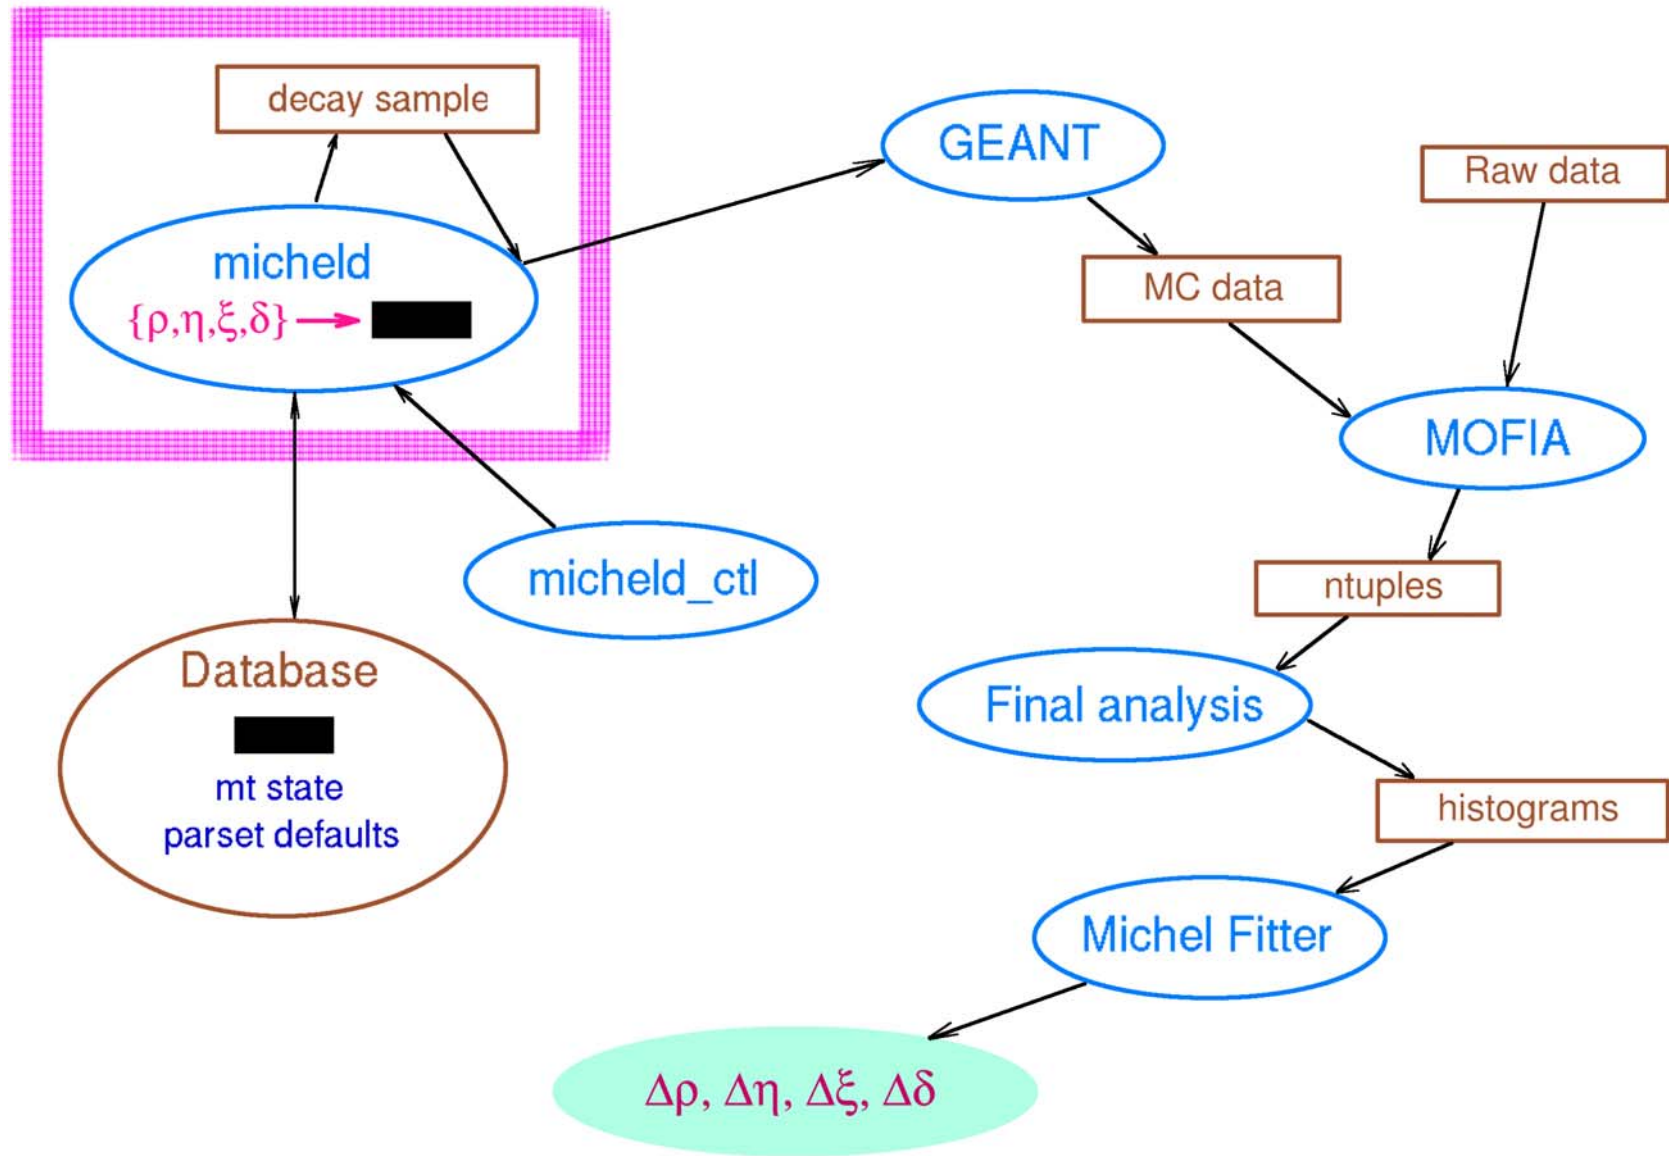 decay sample
GEANT
Raw data
micheld
{ρ,η,ξ,δ}
MC data
MOFIA
micheld_ctl
ntuples
Database
mt state
parset defaults
Final analysis
histograms
Michel Fitter
Δρ, Δη, Δξ, Δδ